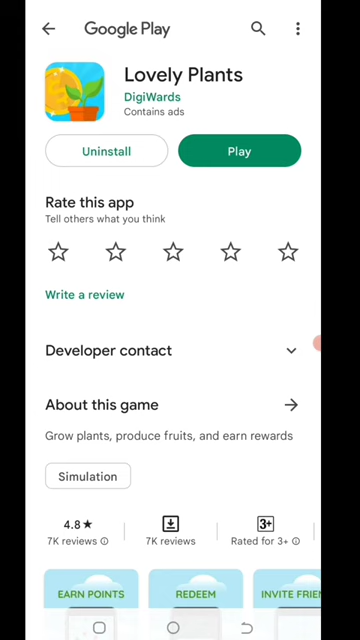 Google Play
Lovely Plants
DigiWards
Contains ads
Uninstall
Play
Rate this app
Tell others what you think
Write a review
Developer contact
About this game
Grow plants, produce fruits, and earn rewards
Simulation
4.8★
7K reviews
7K reviews
3+
Rated for 3+
EARN POINTS
REDEEM
INVITE FRIEN